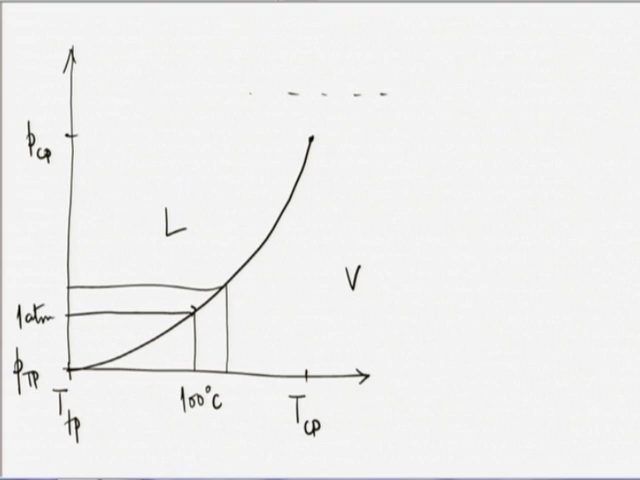 P_CP
L
V
1atm
P_TP
T_tp
100°C
T_CP